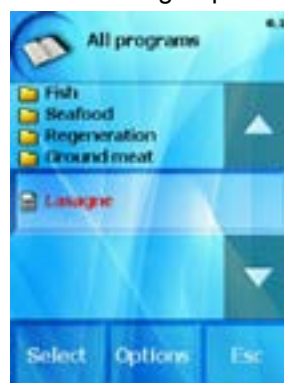 All programs
Fish
Seafood
Regeneration
Ground meat
Lasagne
Select Options Esc